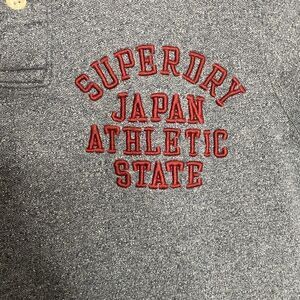 SUPERDRY
JAPAN
ATHLETIC
STATE